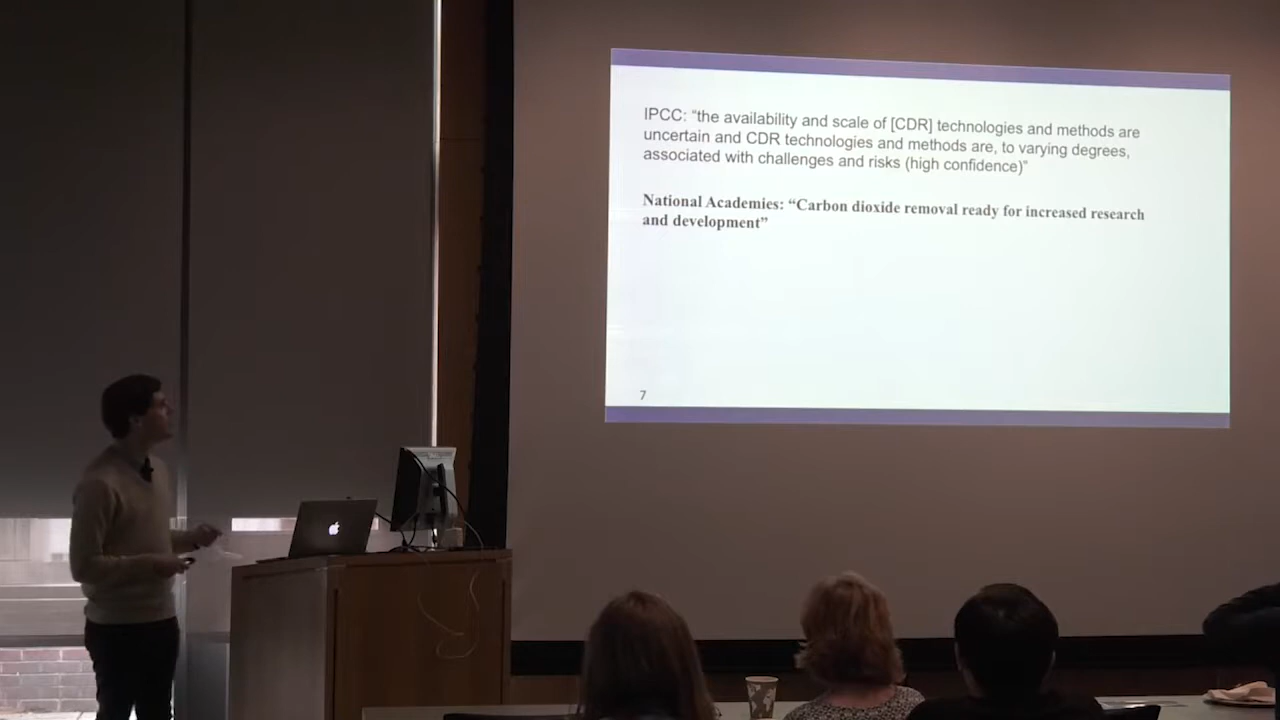 IPCC: “the availability and scale of [CDR] technologies and methods are
uncertain and CDR technologies and methods are, to varying degrees,
associated with challenges and risks (high confidence)”
National Academies: “Carbon dioxide removal ready for increased research
and development”
7